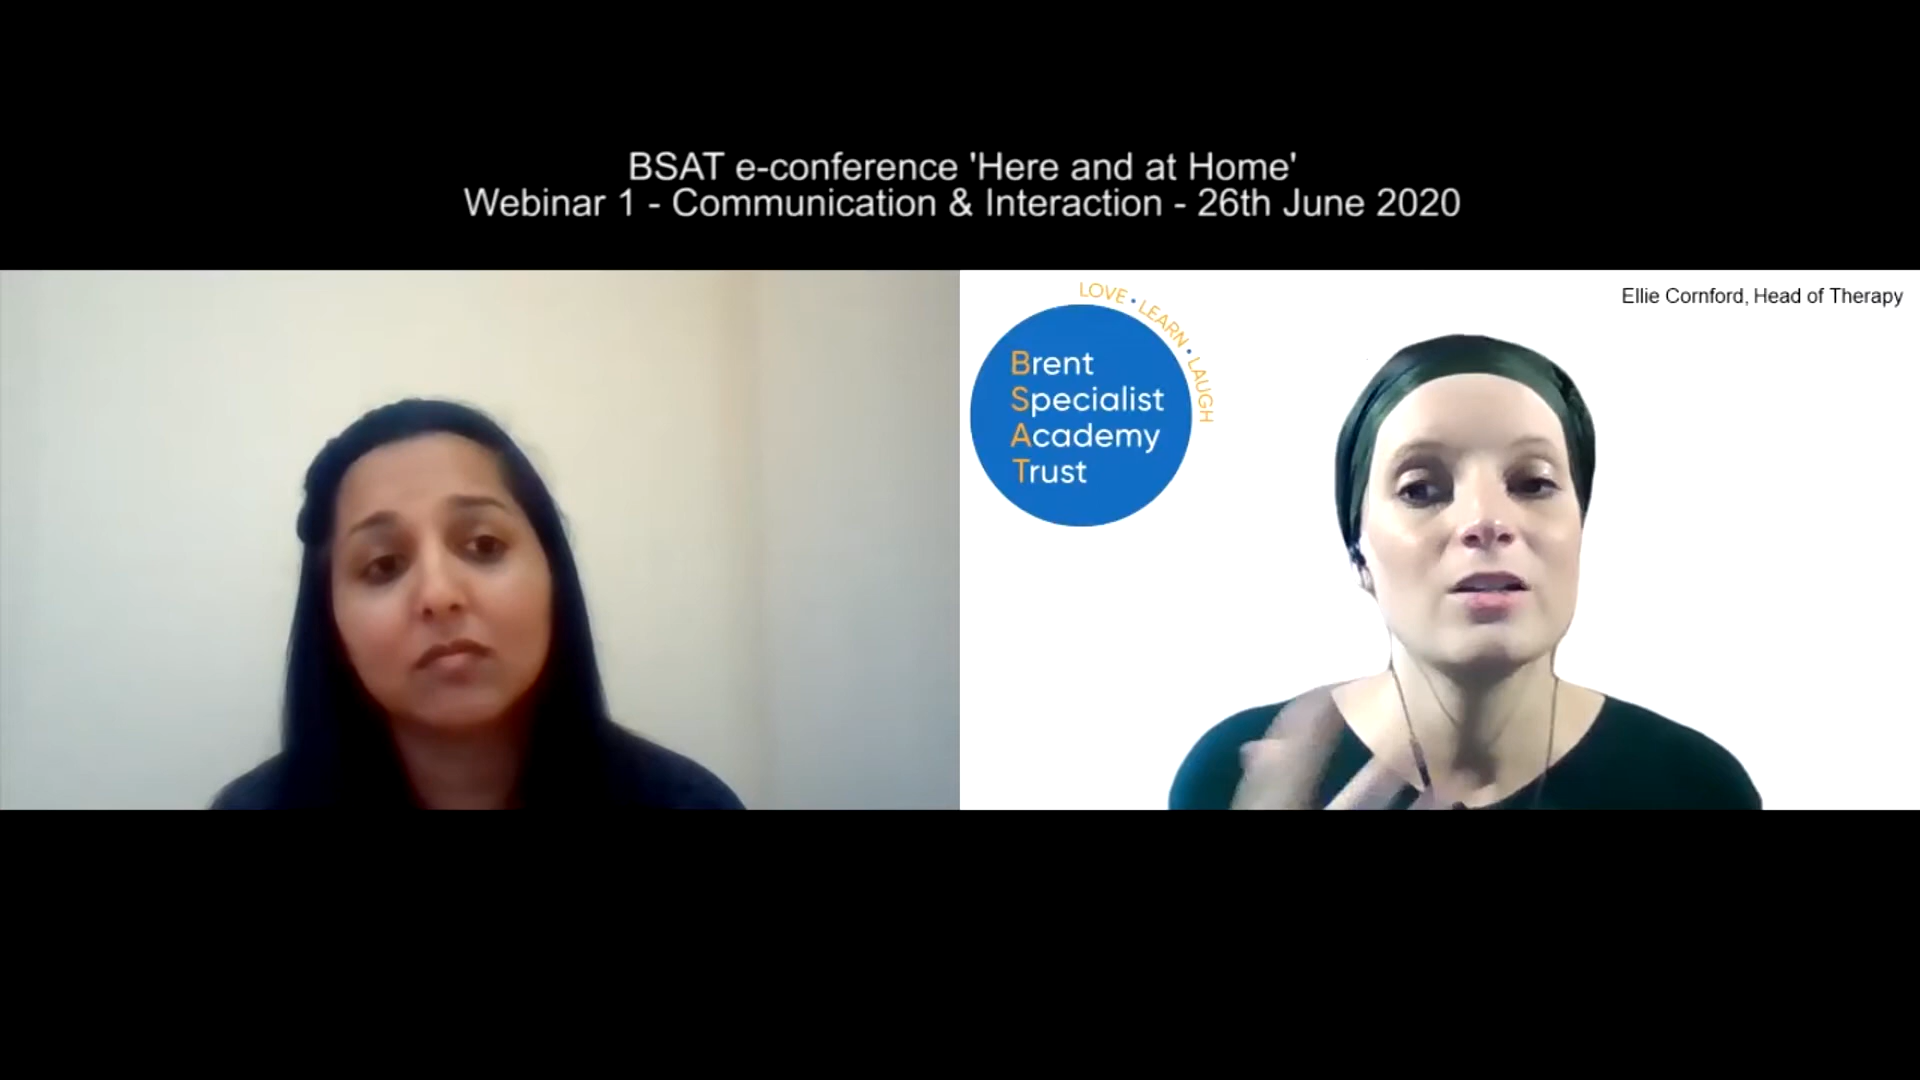 BSAT e-conference 'Here and at Home'
Webinar 1 - Communication & Interaction - 26th June 2020
LOVE • LEARN • LAUGH
Brent
Specialist
Academy
Trust
Ellie Cornford, Head of Therapy